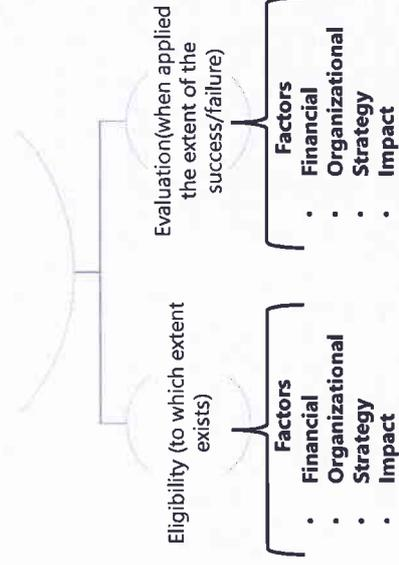 Eligibility (to which extent
exists)
Factors
• Financial
• Organizational
• Strategy
• Impact
Evaluation(when applied
the extent of the
success/failure)
Factors
• Financial
• Organizational
• Strategy
• Impact